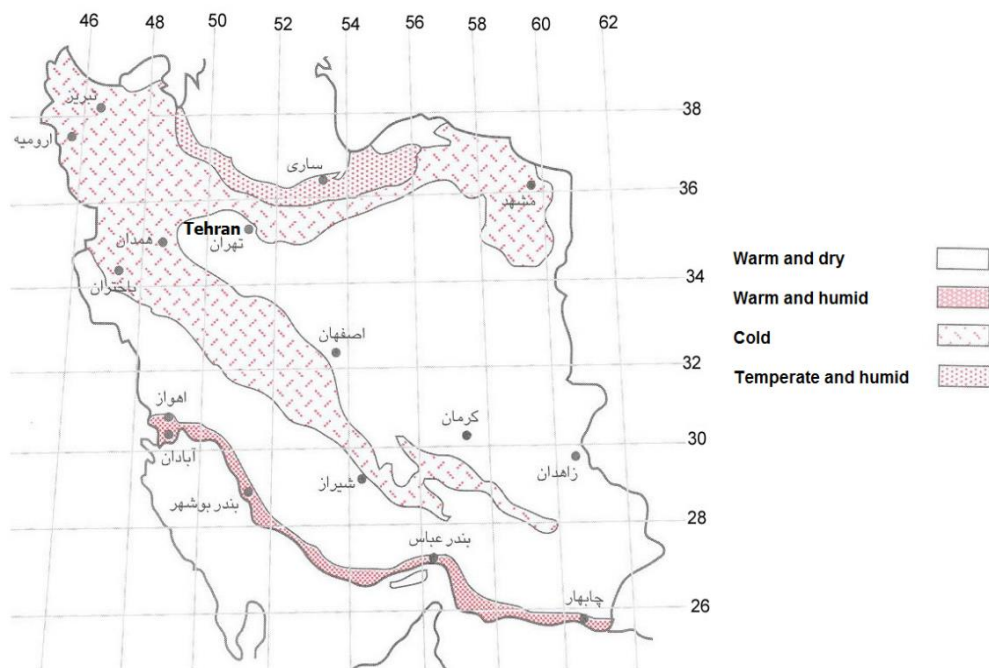 46 48 50 51 52 54 56 58 60 62
تبریز
38
ارومیه
ساری
36
مشهد
Tehran
تهران
همدان
34
باختران
Warm and dry
Warm and humid
اصفهان
Cold
32
Temperate and humid
اهواز
کرمان
30
آبادان
زاهدان
شیراز
بندر بوشهر
28
بندر عباس
چابهار
26